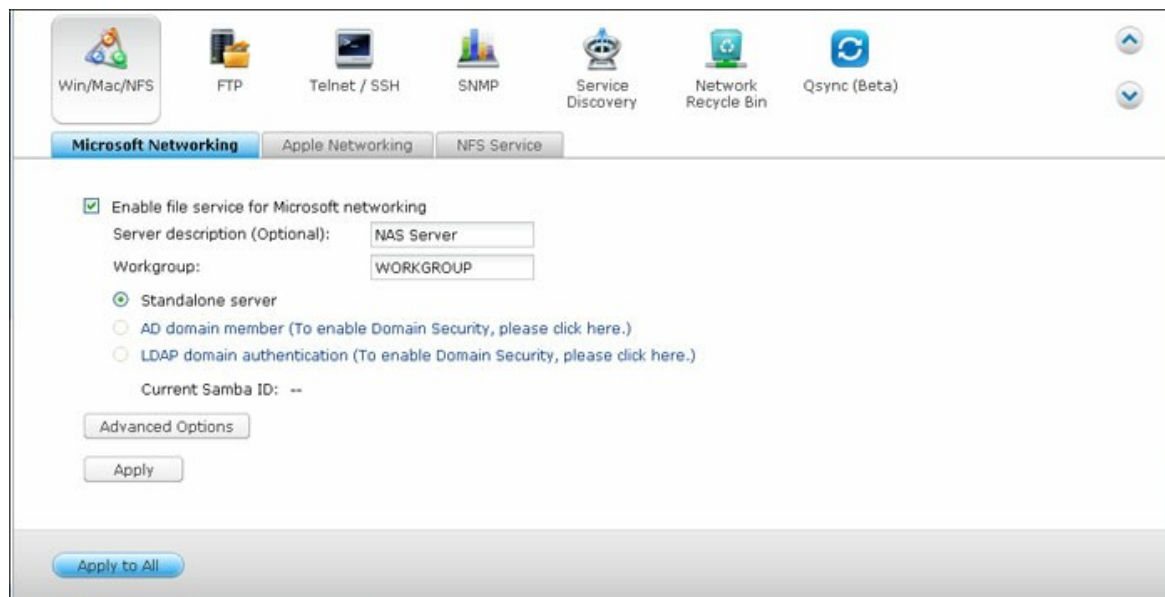 Win/Mac/NFS
FTP
Telnet / SSH
SNMP
Service
Discovery
Network
Recycle Bin
Qsync (Beta)
Microsoft Networking
Apple Networking
NFS Service
Enable file service for Microsoft networking
Server description (Optional): NAS Server
Workgroup: WORKGROUP
Standalone server
AD domain member (To enable Domain Security, please click here.)
LDAP domain authentication (To enable Domain Security, please click here.)
Current Samba ID: --
Advanced Options
Apply
Apply to All